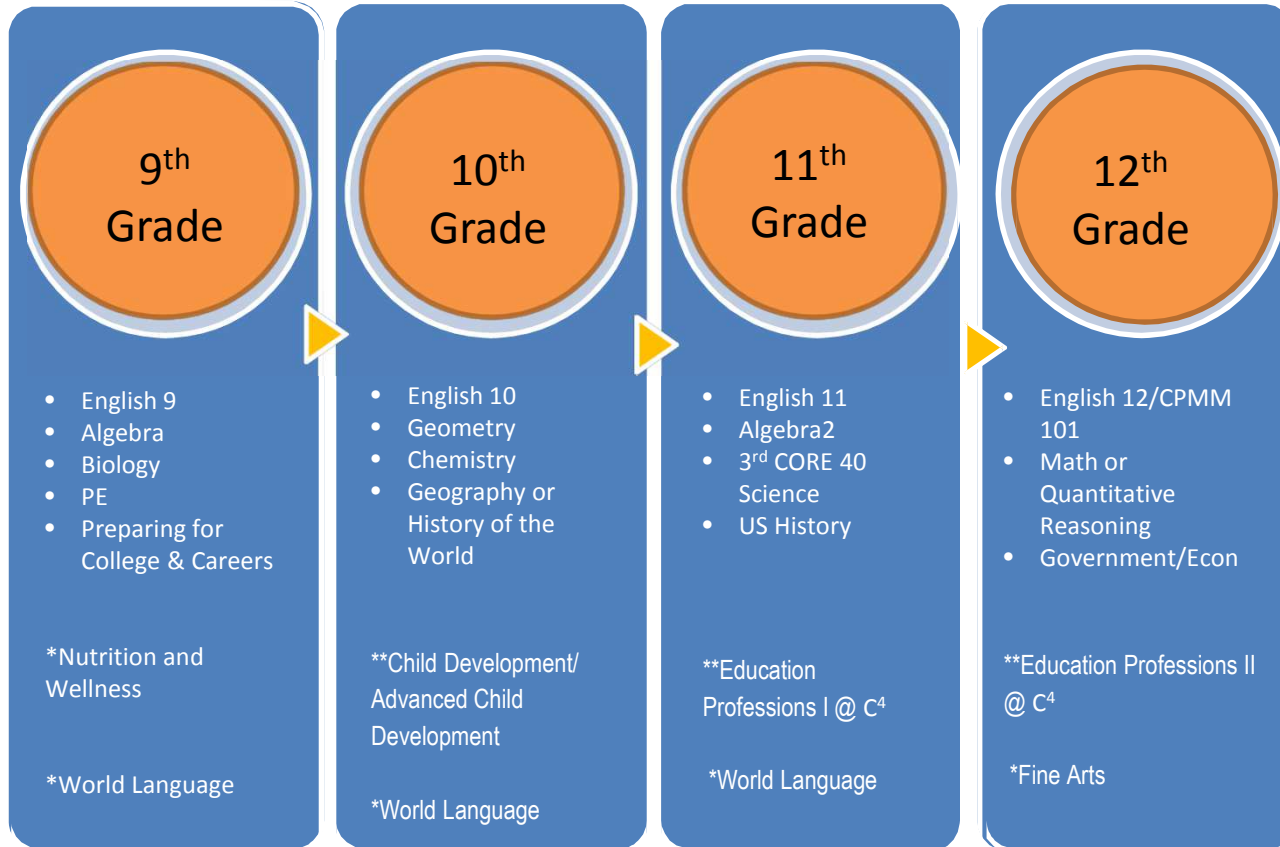 9th
Grade
• English 9
• Algebra
• Biology
• PE
• Preparing for
College & Careers
*Nutrition and
Wellness
*World Language
10th
Grade
• English 10
• Geometry
• Chemistry
• Geography or
History of the
World
**Child Development/
Advanced Child
Development
*World Language
11th
Grade
• English 11
• Algebra2
• 3rd CORE 40
Science
• US History
**Education
Professions I @ C4
*World Language
12th
Grade
• English 12/CPMM
101
• Math or
Quantitative
Reasoning
• Government/Econ
**Education Professions II
@ C4
*Fine Arts